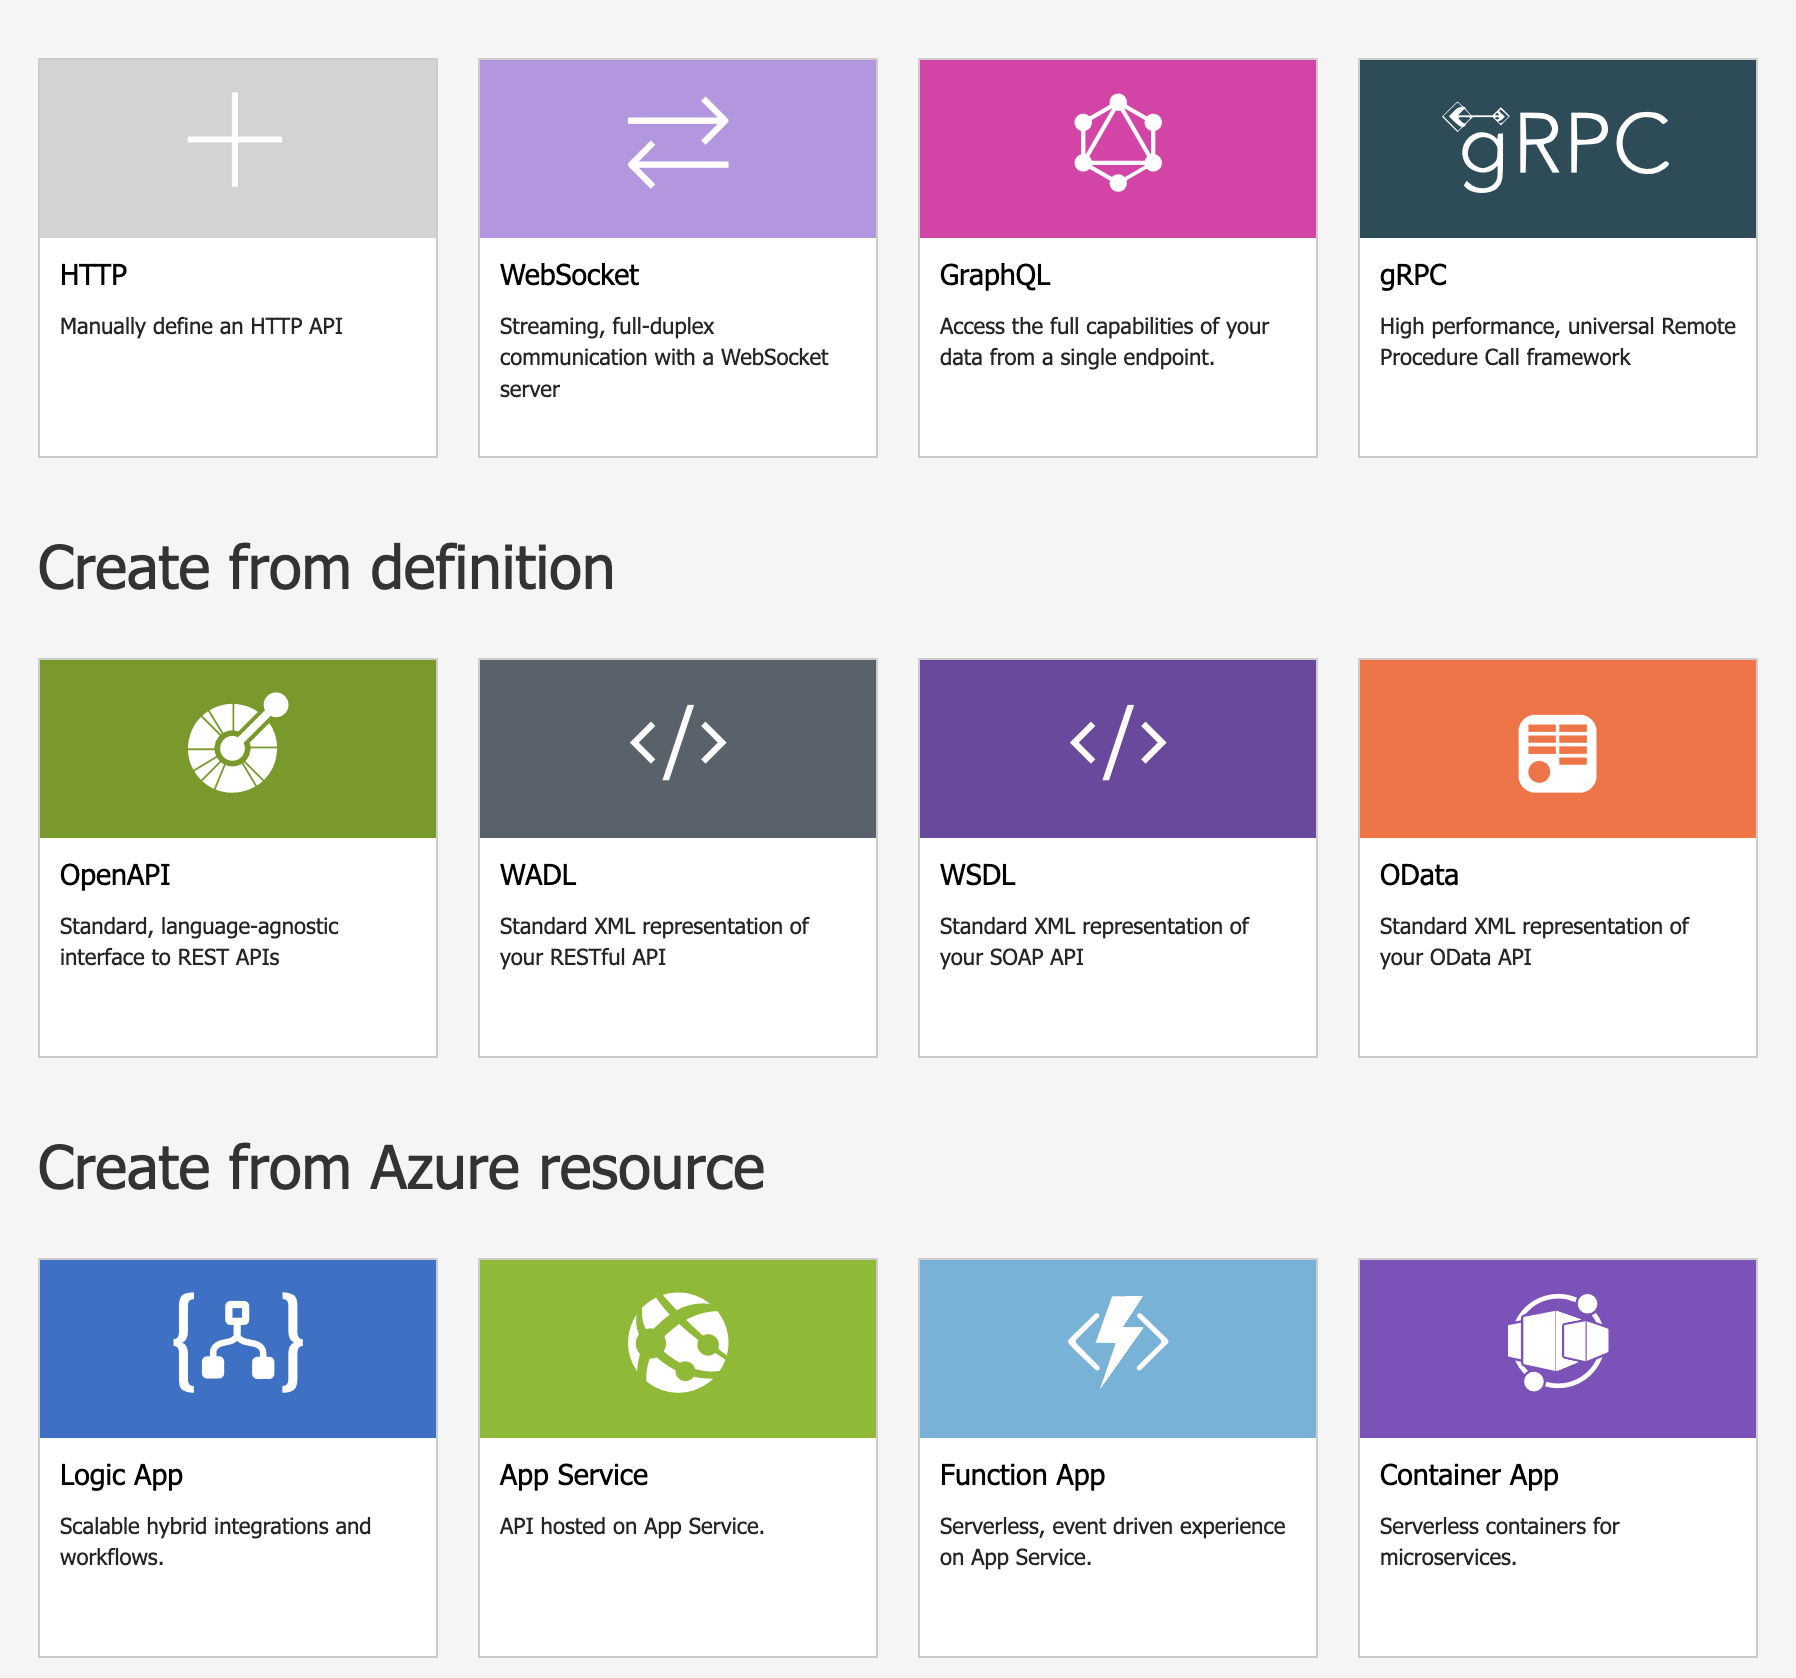 gRPC
HTTP
Manually define an HTTP API
WebSocket
Streaming, full-duplex
communication with a WebSocket
server
GraphQL
Access the full capabilities of your
data from a single endpoint.
gRPC
High performance, universal Remote
Procedure Call framework
Create from definition
OpenAPI
Standard, language-agnostic
interface to REST APIs
WADL
Standard XML representation of
your RESTful API
WSDL
Standard XML representation of
your SOAP API
OData
Standard XML representation of
your OData API
Create from Azure resource
Logic App
Scalable hybrid integrations and
workflows.
App Service
API hosted on App Service.
Function App
Serverless, event driven experience
on App Service.
Container App
Serverless containers for
microservices.